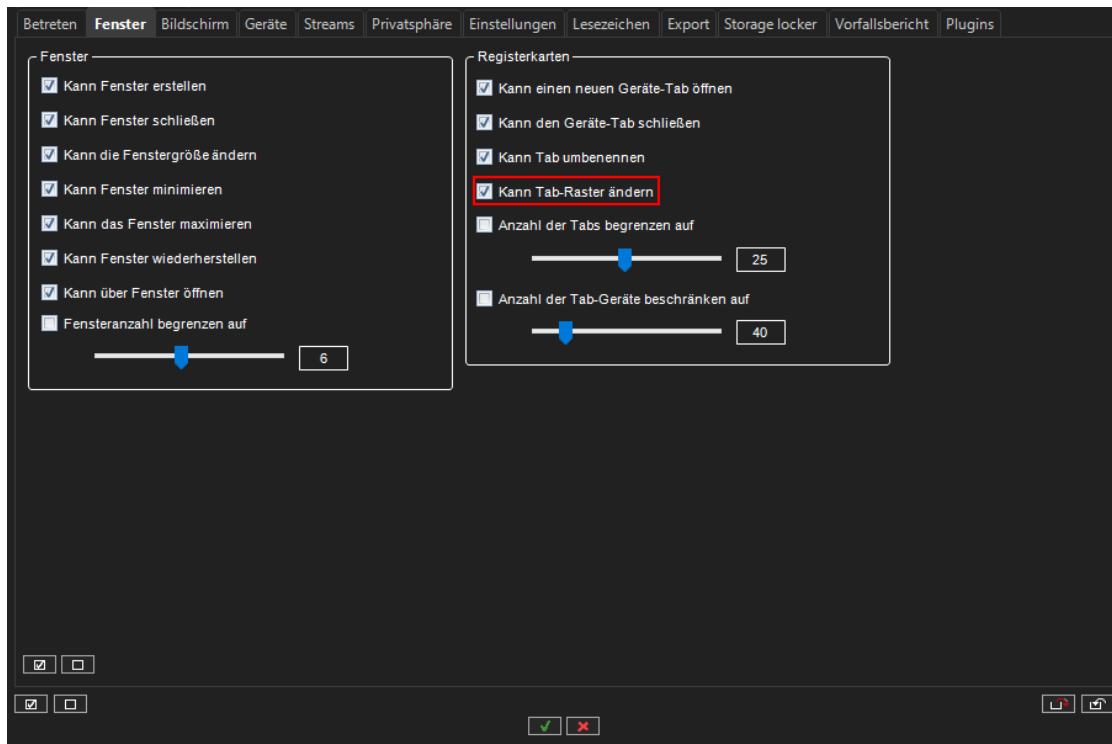 Betreten Fenster Bildschirm Geräte Streams Privatsphäre Einstellungen Lesezeichen Export Storage locker Vorfallsbericht Plugins
Fenster
Kann Fenster erstellen
Kann Fenster schließen
Kann die Fenstergröße ändern
Kann Fenster minimieren
Kann das Fenster maximieren
Kann Fenster wiederherstellen
Kann über Fenster öffnen
Fensteranzahl begrenzen auf
6
Registerkarten
Kann einen neuen Geräte-Tab öffnen
Kann den Geräte-Tab schließen
Kann Tab umbenennen
Kann Tab-Raster ändern
Anzahl der Tabs begrenzen auf
25
Anzahl der Tab-Geräte beschränken auf
40